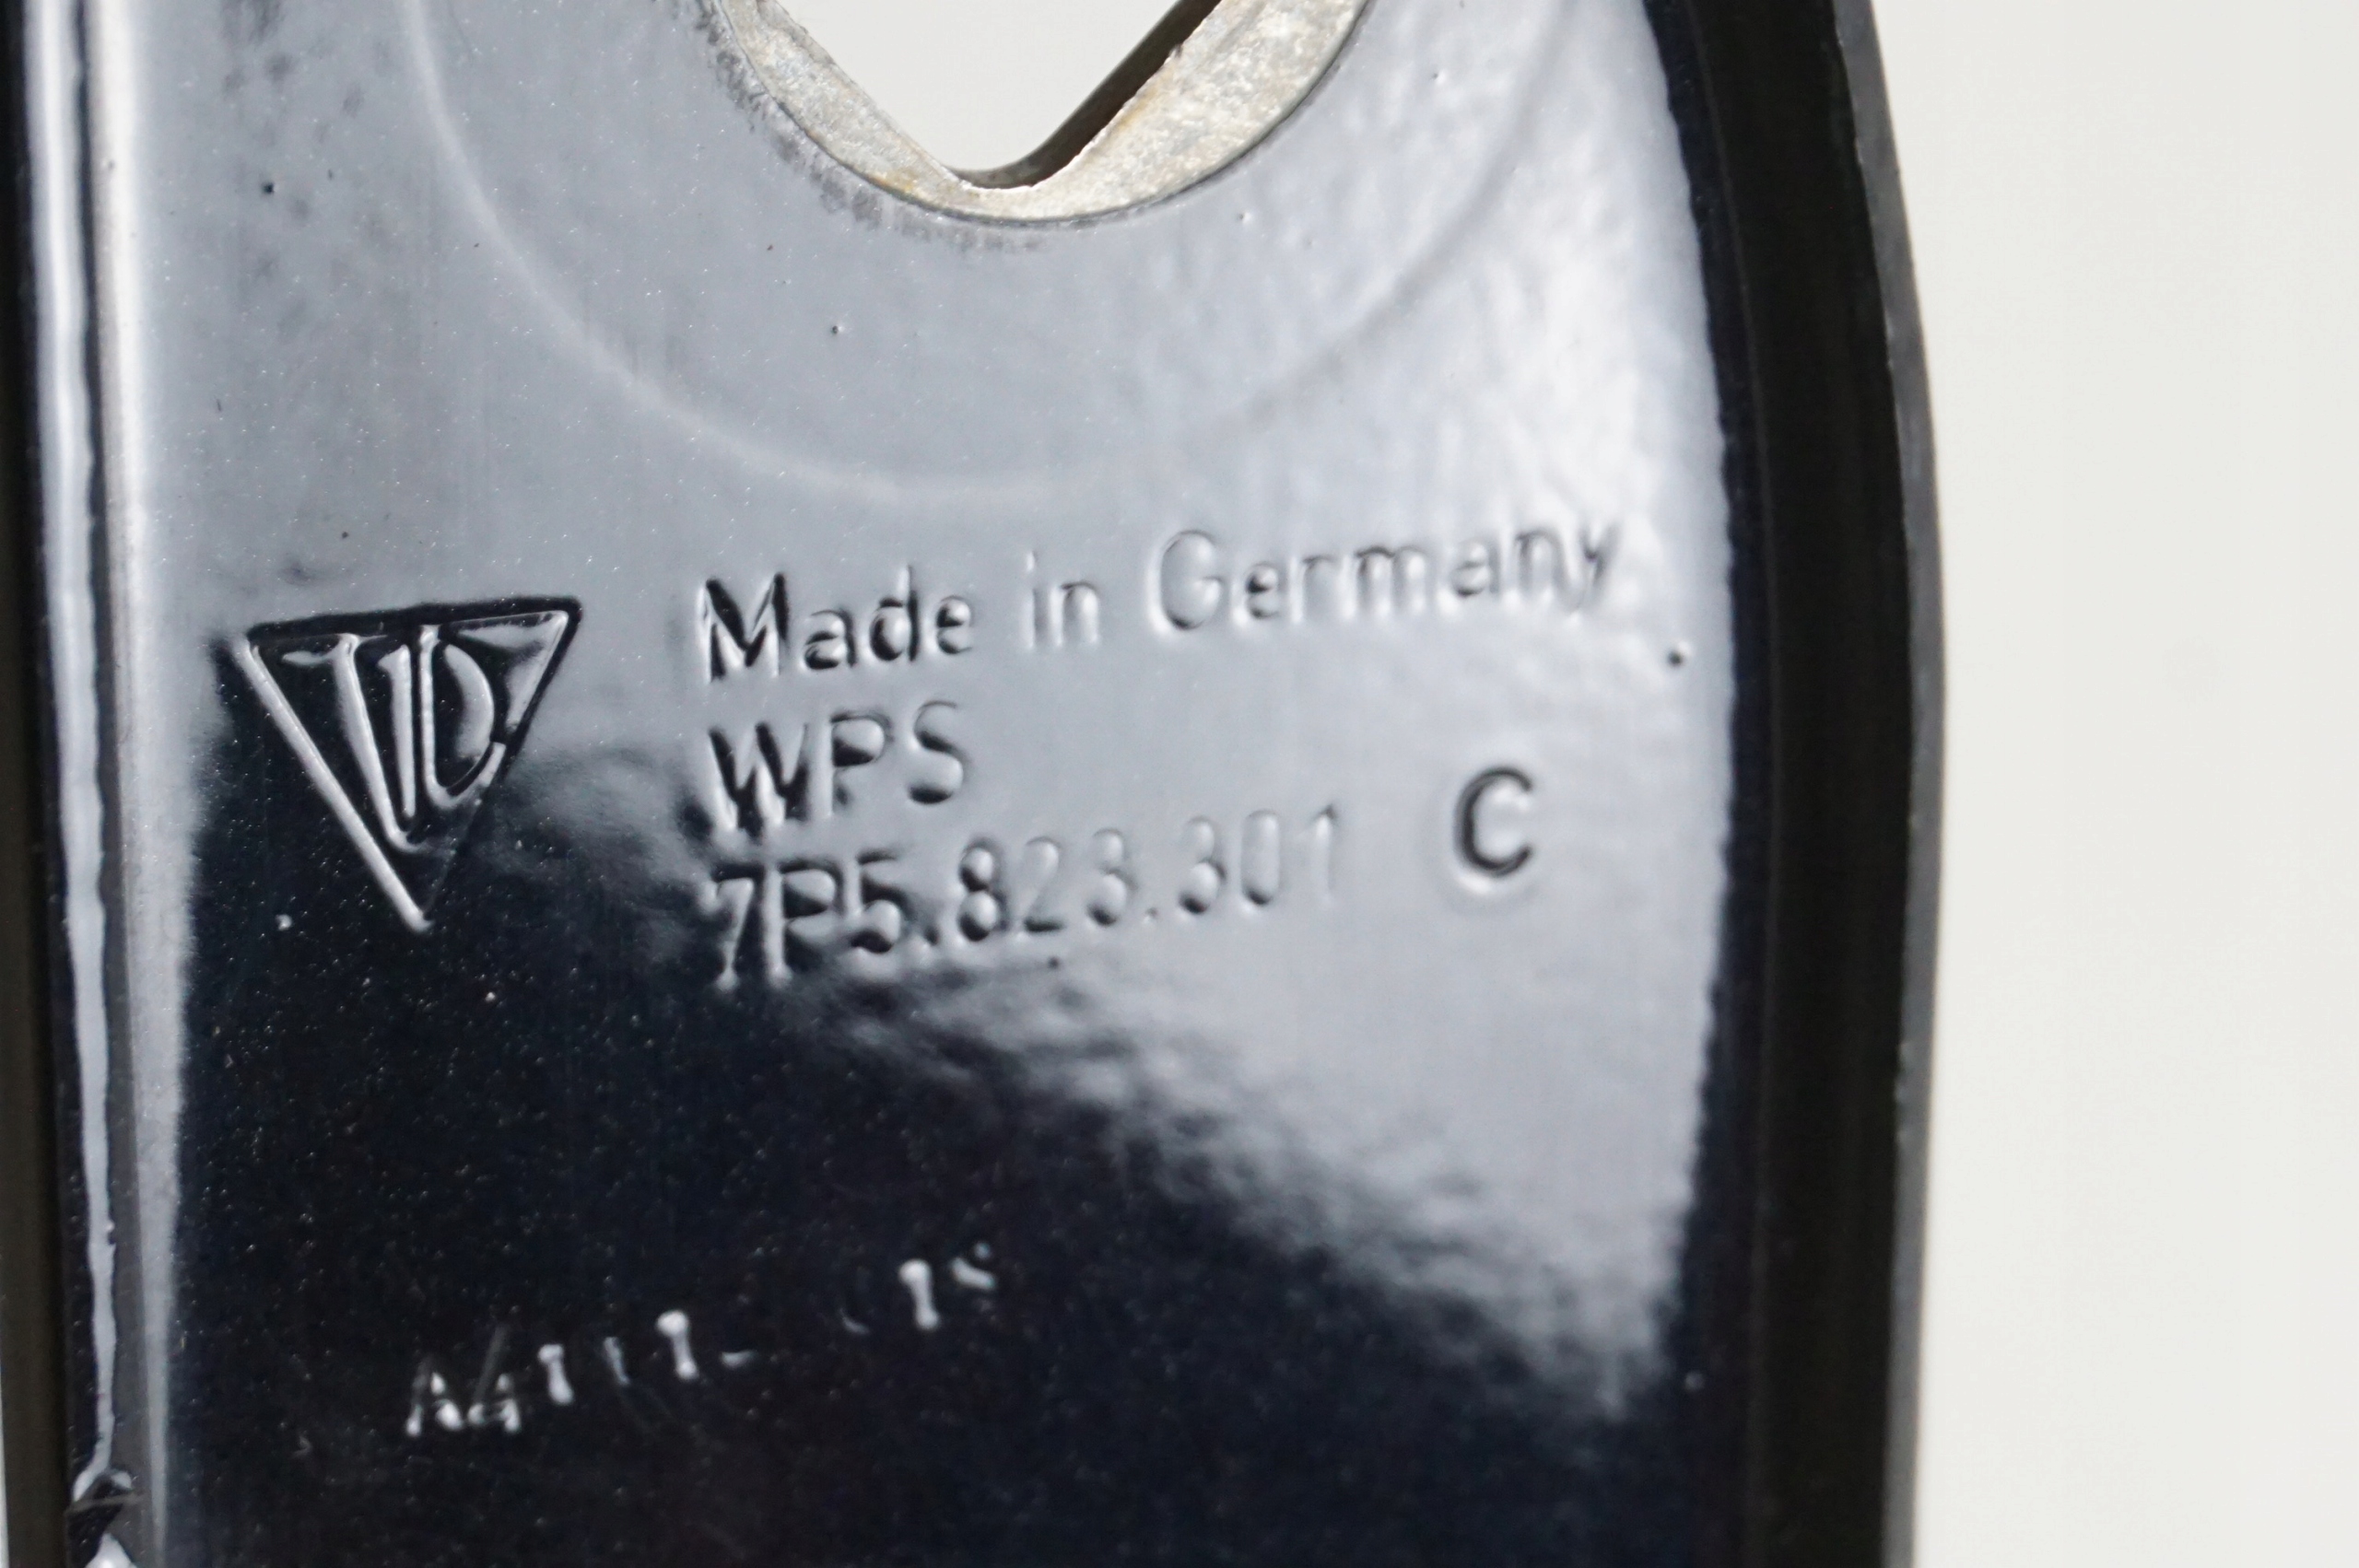 Made in Germany
WPS
7P5.823.301 C